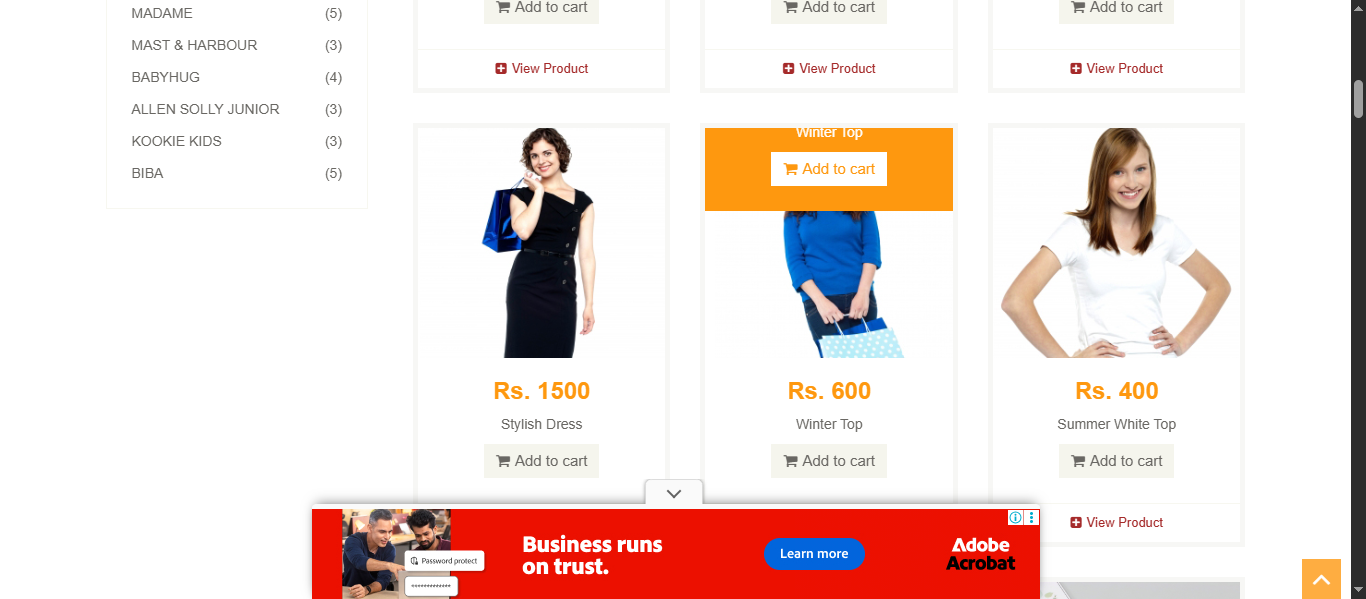 MADAME (5)
MAST & HARBOUR (3)
BABYHUG (4)
ALLEN SOLLY JUNIOR (3)
KOOKIE KIDS (3)
BIBA (5)
Add to cart
Add to cart
Add to cart
View Product
View Product
View Product
Winter Top
Add to cart
Rs. 1500
Stylish Dress
Add to cart
Rs. 600
Winter Top
Add to cart
Rs. 400
Summer White Top
Add to cart
View Product
Password protect
*************
Business runs
on trust.
Learn more
Adobe
Acrobat